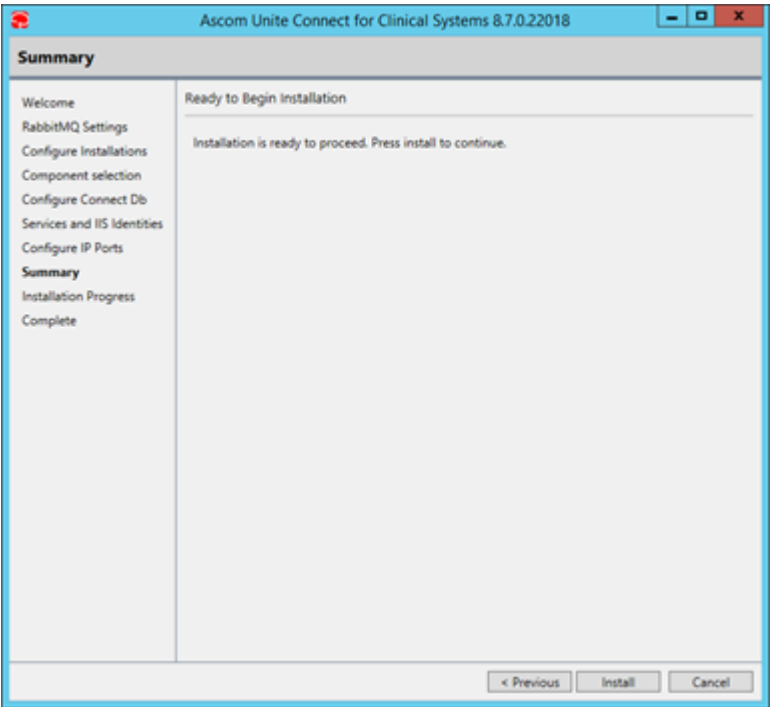 Ascom Unite Connect for Clinical Systems 8.7.0.22018
Summary
Welcome
RabbitMQ Settings
Configure Installations
Component selection
Configure Connect Db
Services and IIS Identities
Configure IP Ports
Summary
Installation Progress
Complete
Ready to Begin Installation
Installation is ready to proceed. Press install to continue.
< Previous
Install
Cancel